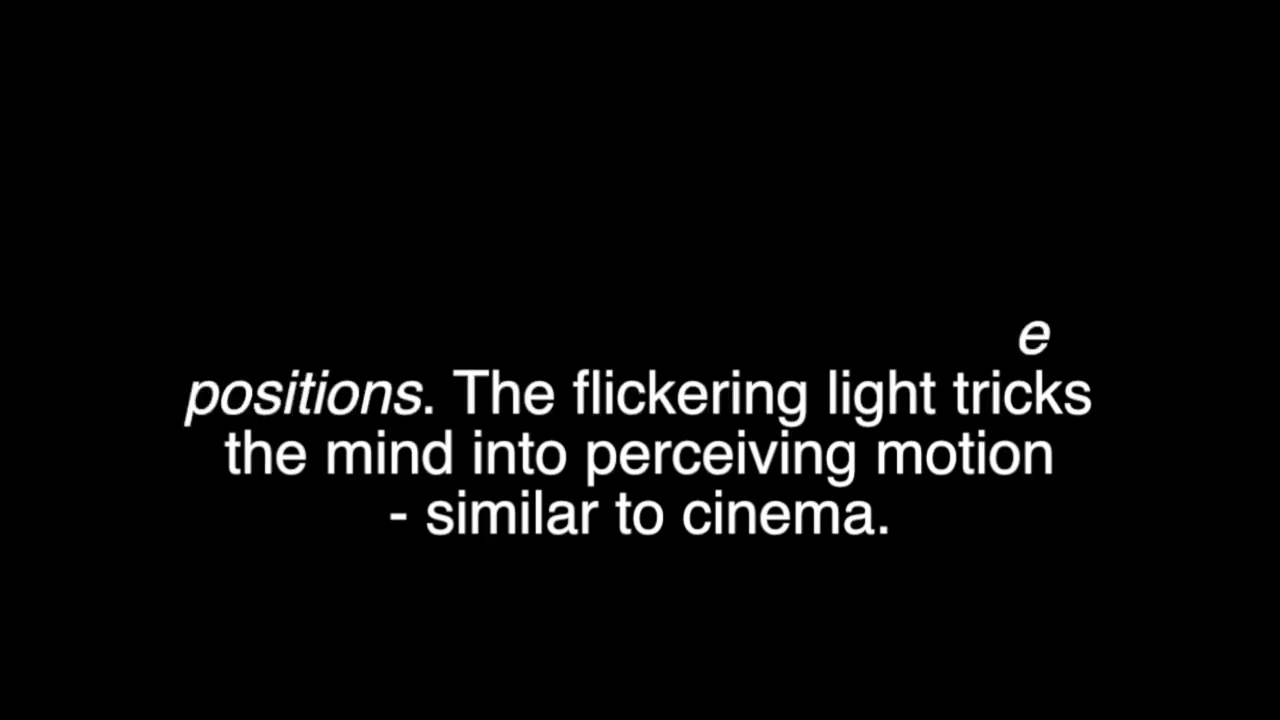 e
positions. The flickering light tricks
the mind into perceiving motion
- similar to cinema.